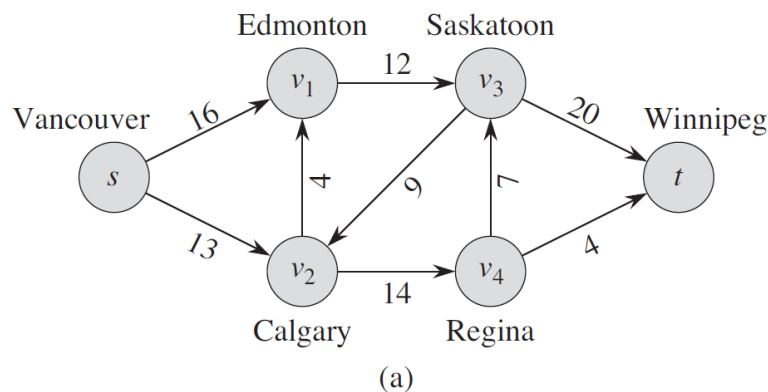 Edmonton Saskatoon
12
v1 v3
Vancouver 16 20 Winnipeg
s 4 9 7 t
13 4
v2 v4
14
Calgary Regina
(a)